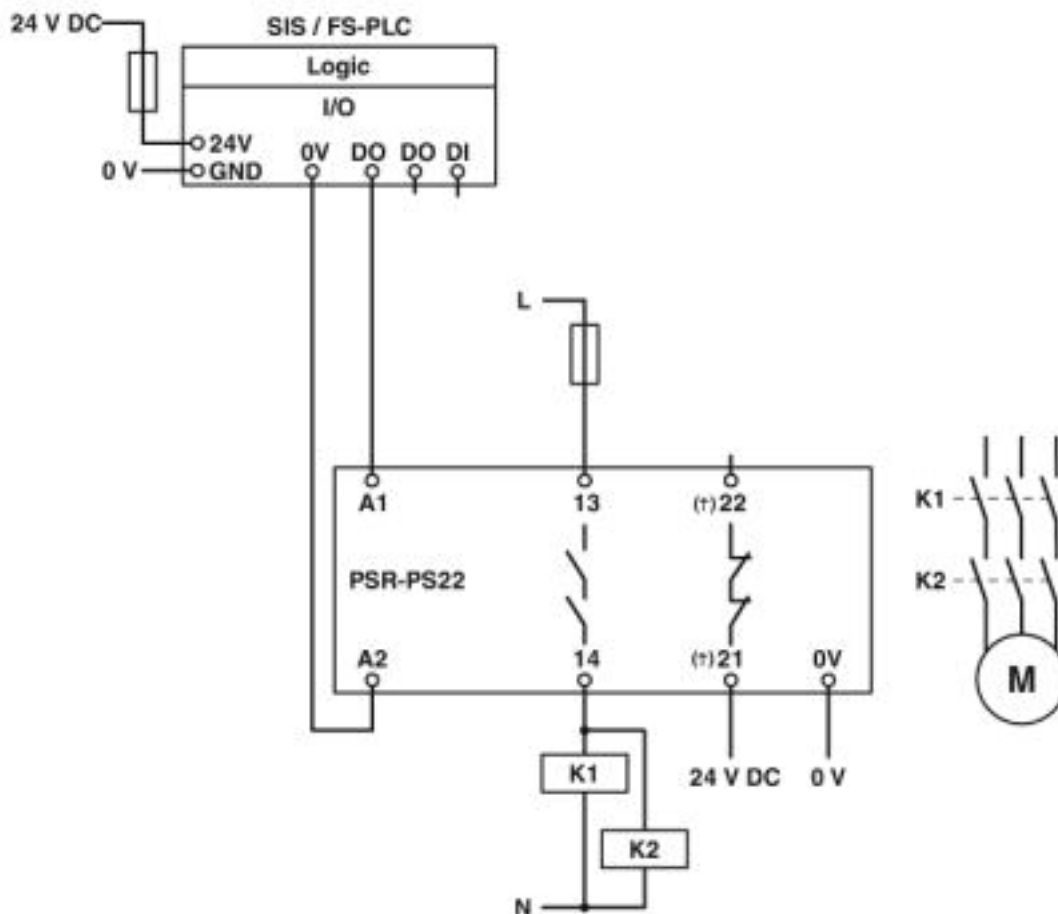 24 V DC
SIS / FS-PLC
Logic
I/O
24V
0V DO DO DI
0 V
GND
L
A1 13 (†) 22
K1
PSR-PS22
K2
A2 14 (†) 21 0V
M
K1
24 V DC 0 V
K2
N